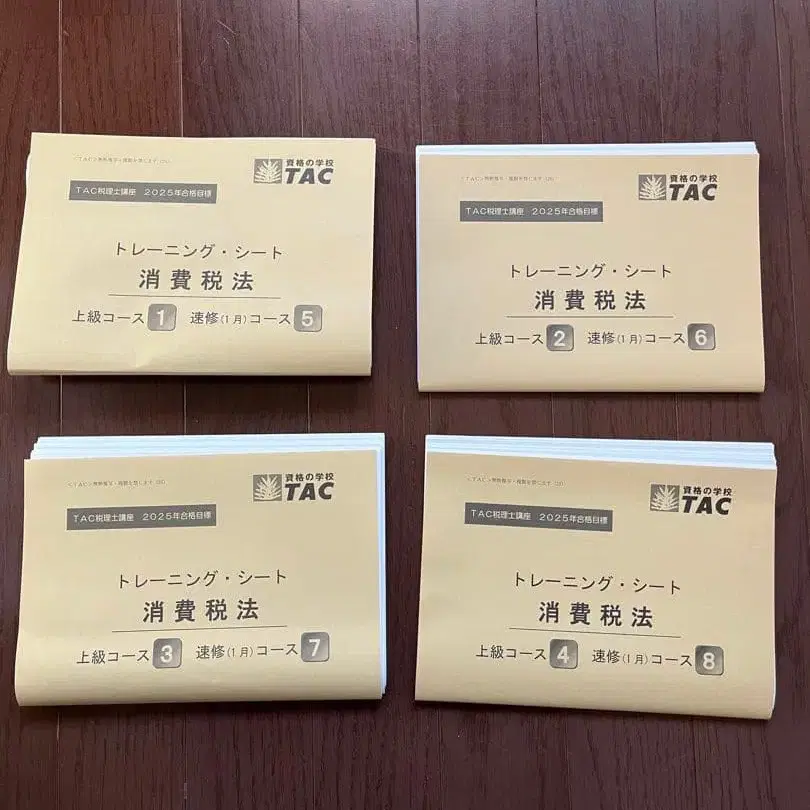 資格の学校
TAC
TAC税理士講座 2025年合格目標
トレーニング・シート
消費税法
上級コース 1 速修(1月)コース 5
資格の学校
TAC
TAC税理士講座 2025年合格目標
トレーニング・シート
消費税法
上級コース 2 速修(1月)コース 6
資格の学校
TAC
TAC税理士講座 2025年合格目標
トレーニング・シート
消費税法
上級コース 3 速修(1月)コース 7
資格の学校
TAC
TAC税理士講座 2025年合格目標
トレーニング・シート
消費税法
上級コース 4 速修(1月)コース 8